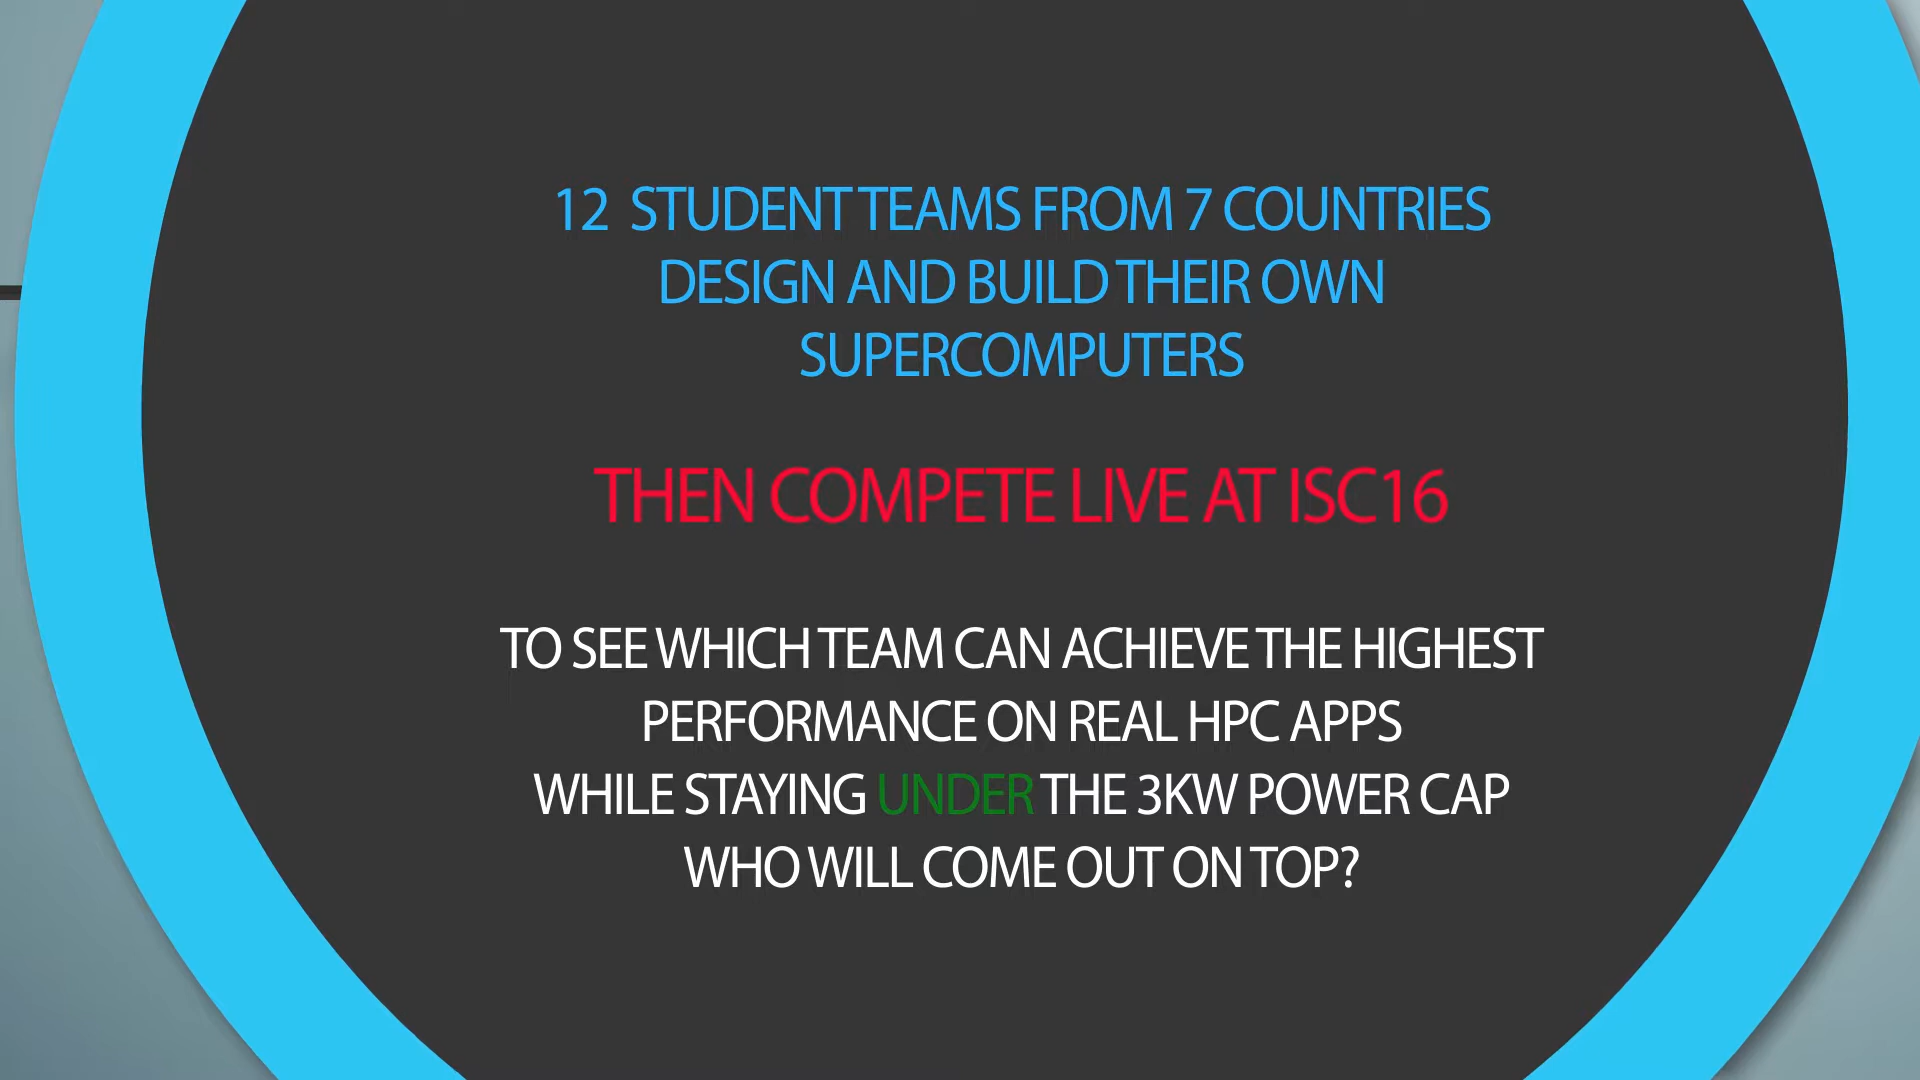 12 STUDENT TEAMS FROM 7 COUNTRIES
DESIGN AND BUILD THEIR OWN
SUPERCOMPUTERS
THEN COMPETE LIVE AT ISC16
TO SEE WHICH TEAM CAN ACHIEVE THE HIGHEST
PERFORMANCE ON REAL HPC APPS
WHILE STAYING UNDER THE 3KW POWER CAP
WHO WILL COME OUT ON TOP?